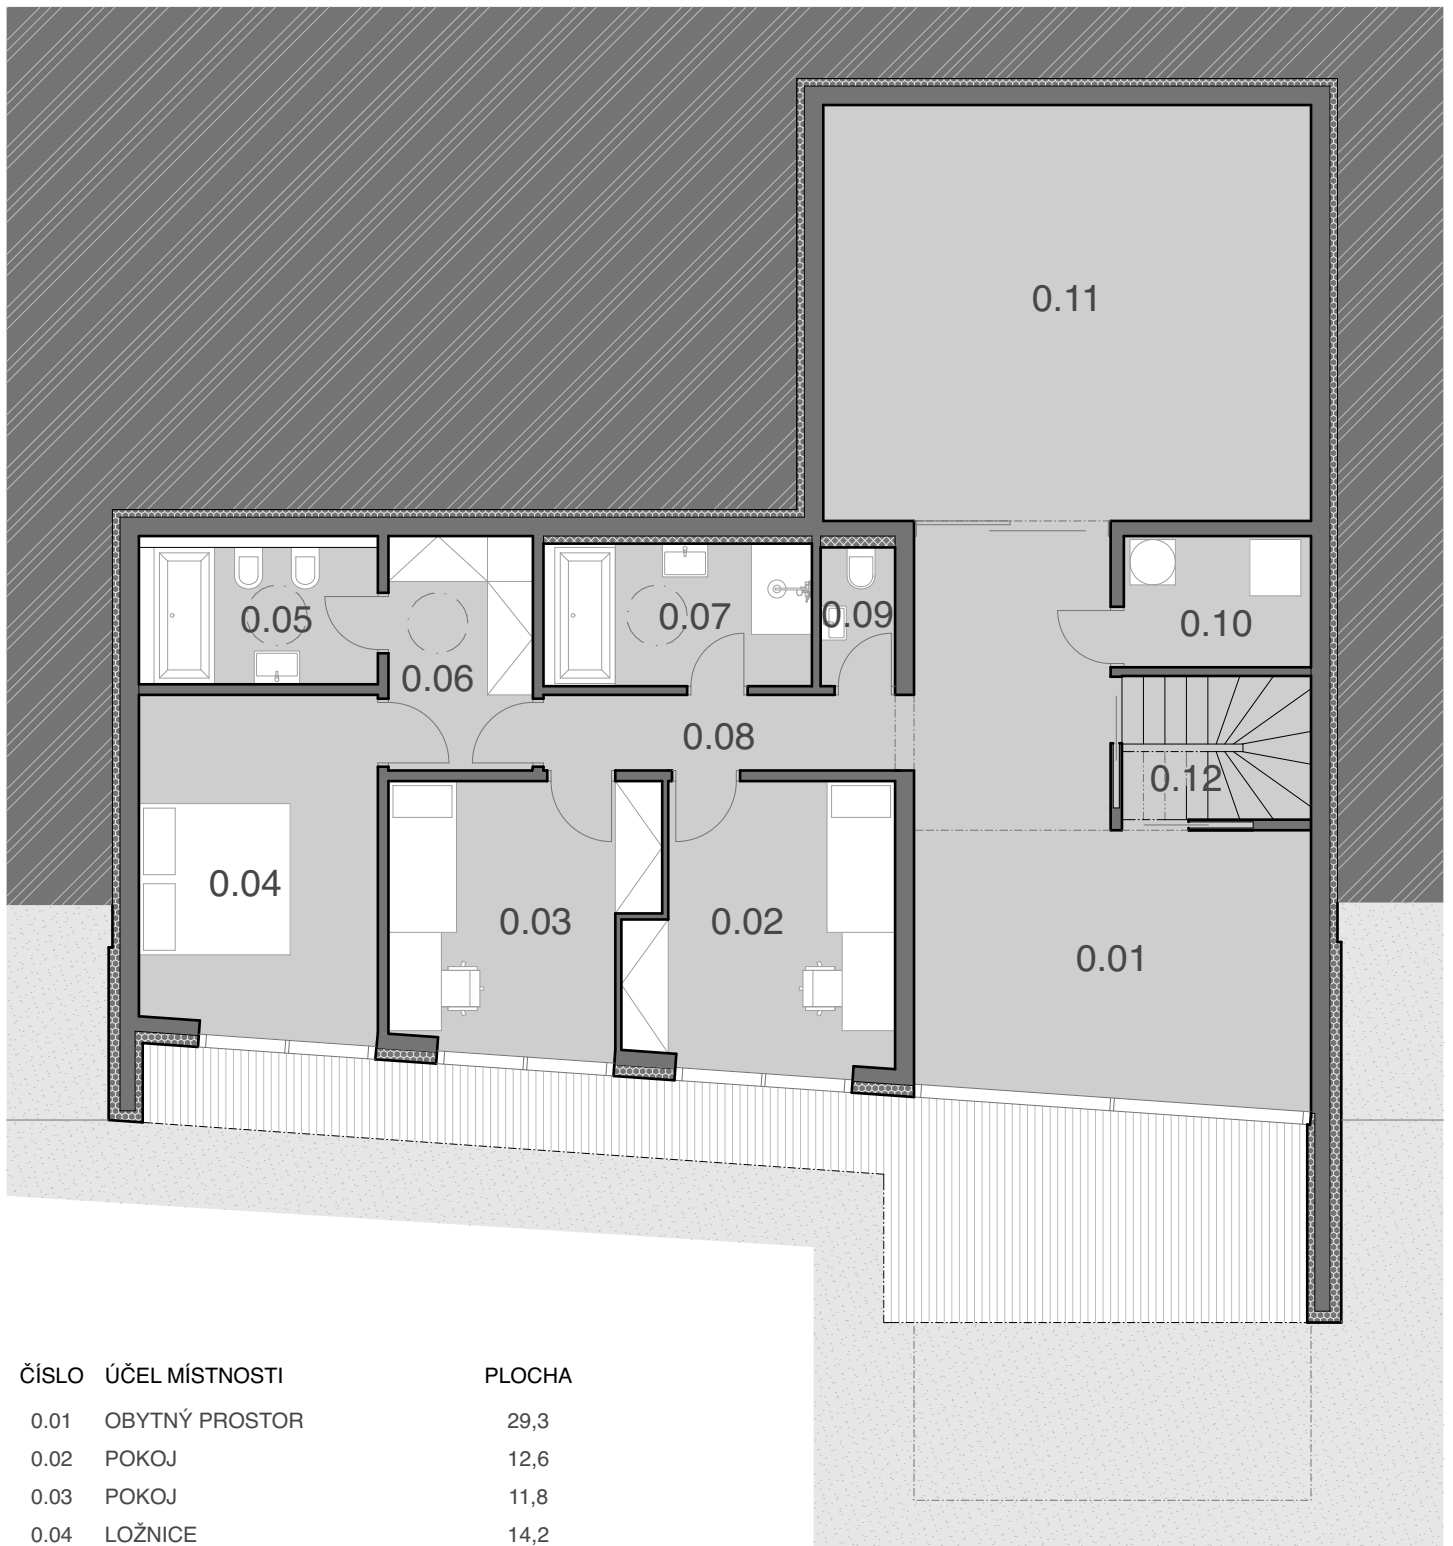 0.11
0.05
0.07
0.09
0.10
0.06
0.08
0.12
0.04
0.03
0.02
0.01
ČÍSLO ÚČEL MÍSTNOSTI PLOCHA
0.01 OBYTNÝ PROSTOR 29,3
0.02 POKOJ 12,6
0.03 POKOJ 11,8
0.04 LOŽNICE 14,2